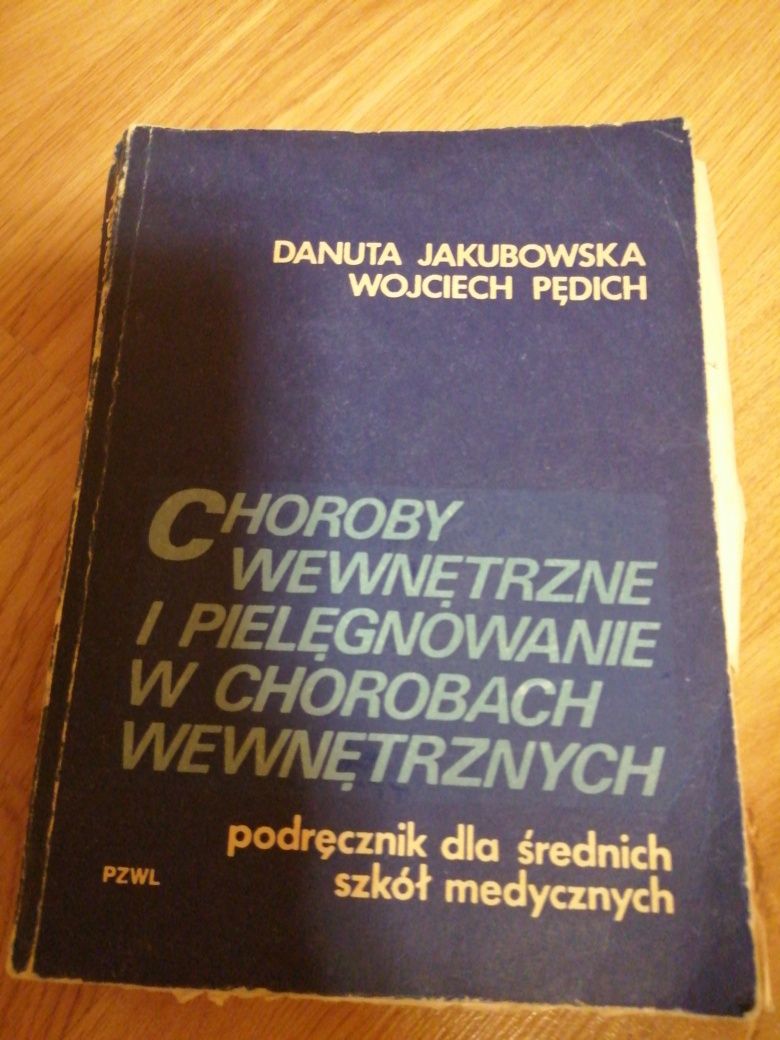 DANUTA JAKUBOWSKA
WOJCIECH PĘDICH
CHOROBY
WEWNĘTRZNE
I PIELĘGNOWANIE
W CHOROBACH
WEWNĘTRZNYCH
podręcznik dla średnich
szkół medycznych
PZWL